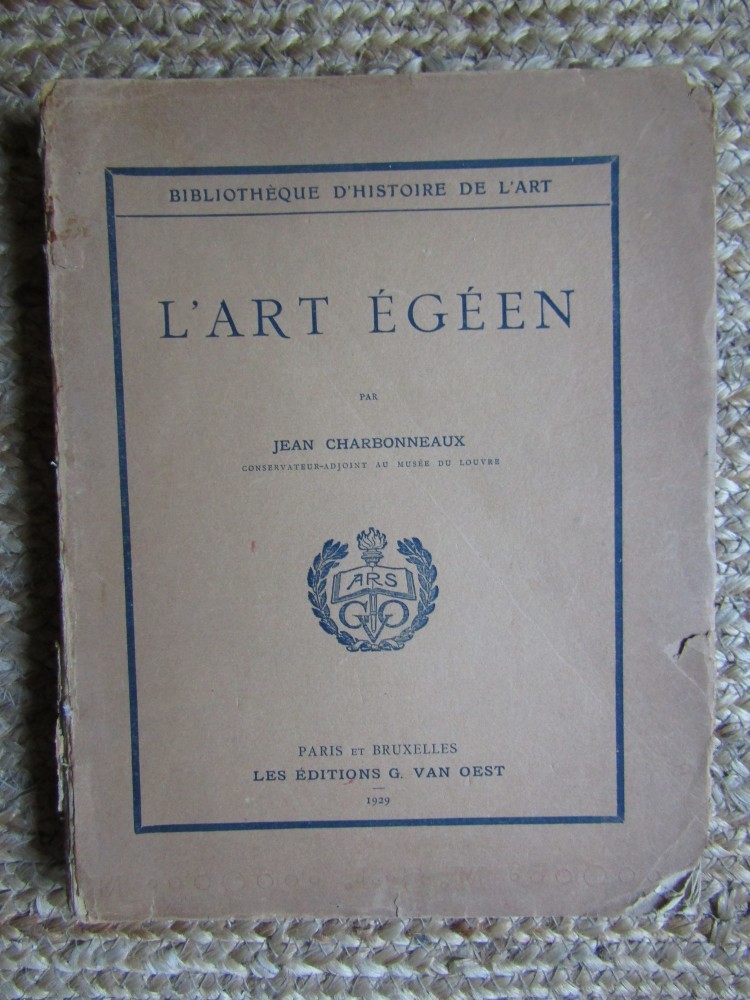 BIBLIOTHÈQUE D'HISTOIRE DE L'ART
L'ART ÉGÉEN
PAR
JEAN CHARBONNEAUX
CONSERVATEUR-ADJOINT AU MUSÉE DU LOUVRE
ARS
G O
PARIS ET BRUXELLES
LES ÉDITIONS G. VAN OEST
1929